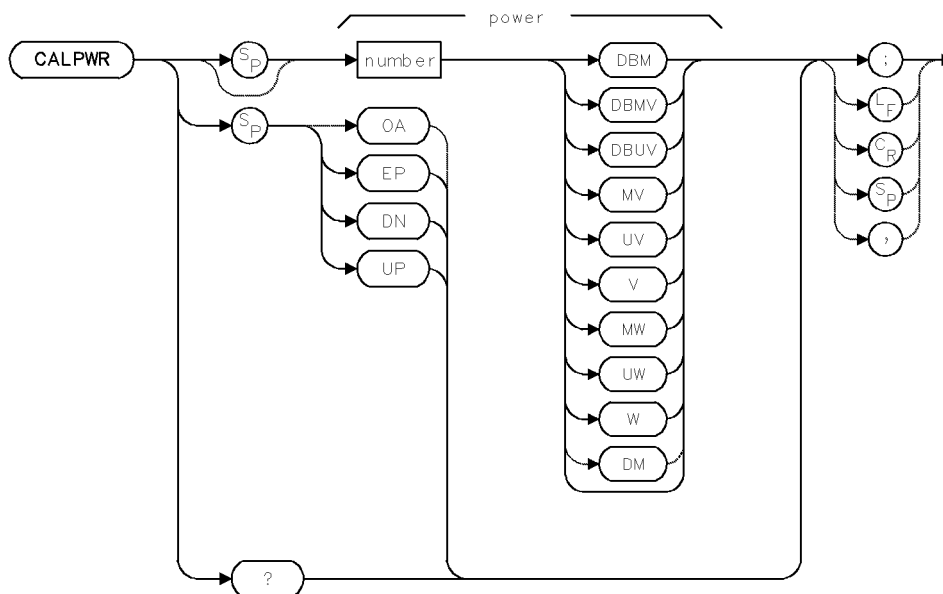 power
CALPWR
SP
number
DBM
;
DBMV
LF
SP
OA
DBUV
CR
EP
MV
SP
DN
UV
,
UP
V
MW
UW
W
DM
?